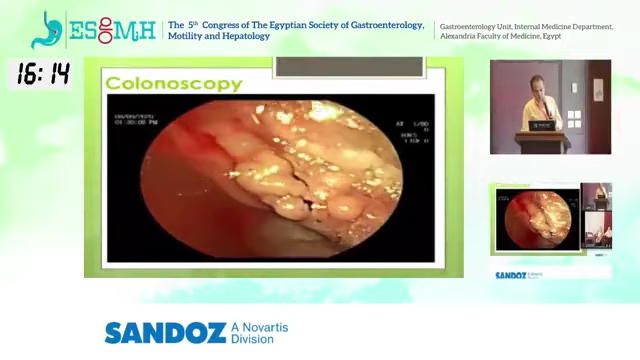 ESGMH
The 5th Congress of The Egyptian Society of Gastroenterology,
Motility and Hepatology
Gastroenterology Unit, Internal Medicine Department,
Alexandria Faculty of Medicine, Egypt
16:14
Colonoscopy
SANDOZ
SANDOZ A Novartis
Division